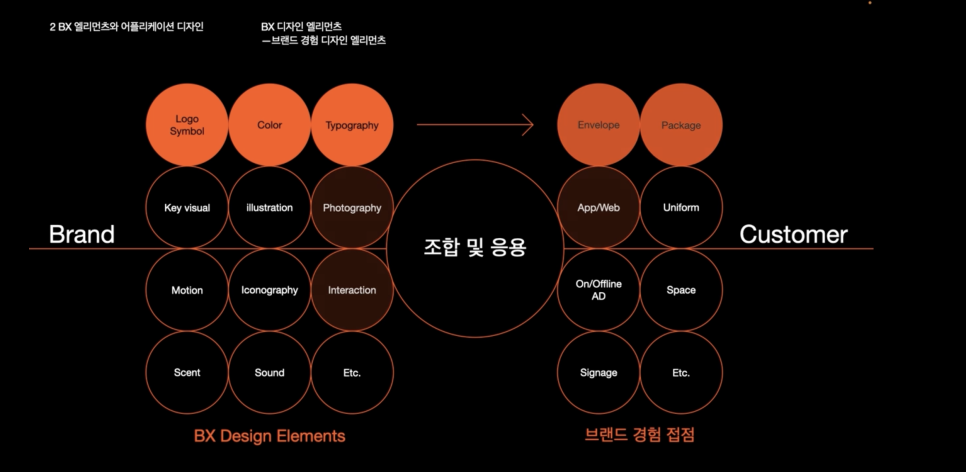 2 BX 엘리먼츠와 어플리케이션 디자인
BX 디자인 엘리먼츠
—브랜드 경험 디자인 엘리먼츠
Logo
Symbol
Color
Typography
Envelope
Package
Key visual
illustration
Photography
App/Web
Uniform
Brand
조합 및 응용
Customer
Motion
Iconography
Interaction
On/Offline
AD
Space
Scent
Sound
Etc.
Signage
Etc.
BX Design Elements
브랜드 경험 접점